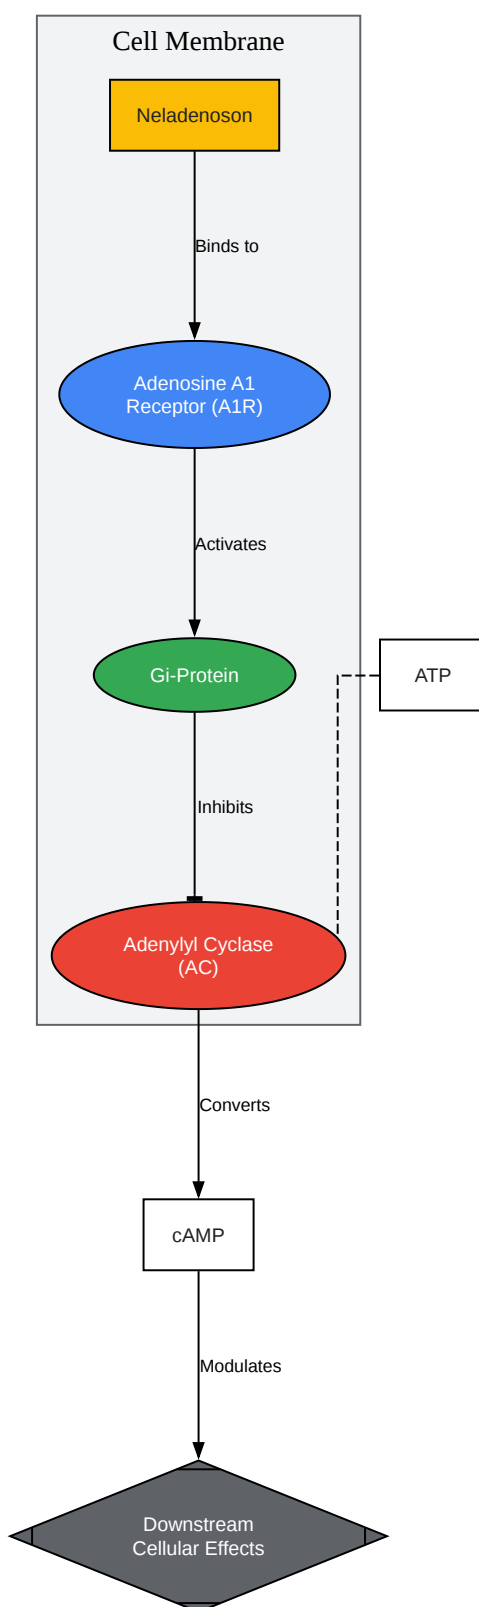 Cell Membrane
Neladenoson
Binds to
Adenosine A1
Receptor (A1R)
Activates
Gi-Protein
ATP
Inhibits
Adenylyl Cyclase
(AC)
Converts
cAMP
Modulates
Downstream
Cellular Effects